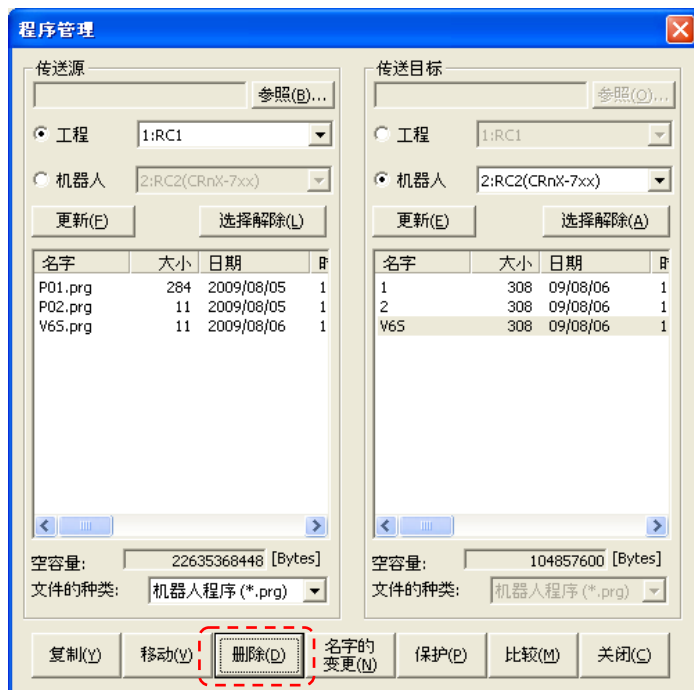 程序管理
传送源
参照(B)...
工程 1:RC1
机器人 2:RC2(CRnX-7xx)
更新(F) 选择解除(L)
名字 大小 日期
P01.prg 284 2009/08/05 1
P02.prg 11 2009/08/05 1
V6S.prg 11 2009/08/06 1
空容量: 22635368448 [Bytes]
文件的种类: 机器人程序 (*.prg)
传送目标
参照(O)...
工程 1:RC1
机器人 2:RC2(CRnX-7xx)
更新(E) 选择解除(A)
名字 大小 日期
1 308 09/08/06 1
2 308 09/08/06 1
V6S 308 09/08/06 1
空容量: 104857600 [Bytes]
文件的种类: 机器人程序 (*.prg)
复制(Y) 移动(V) 删除(D) 名字的
变更(N) 保护(P) 比较(M) 关闭(C)